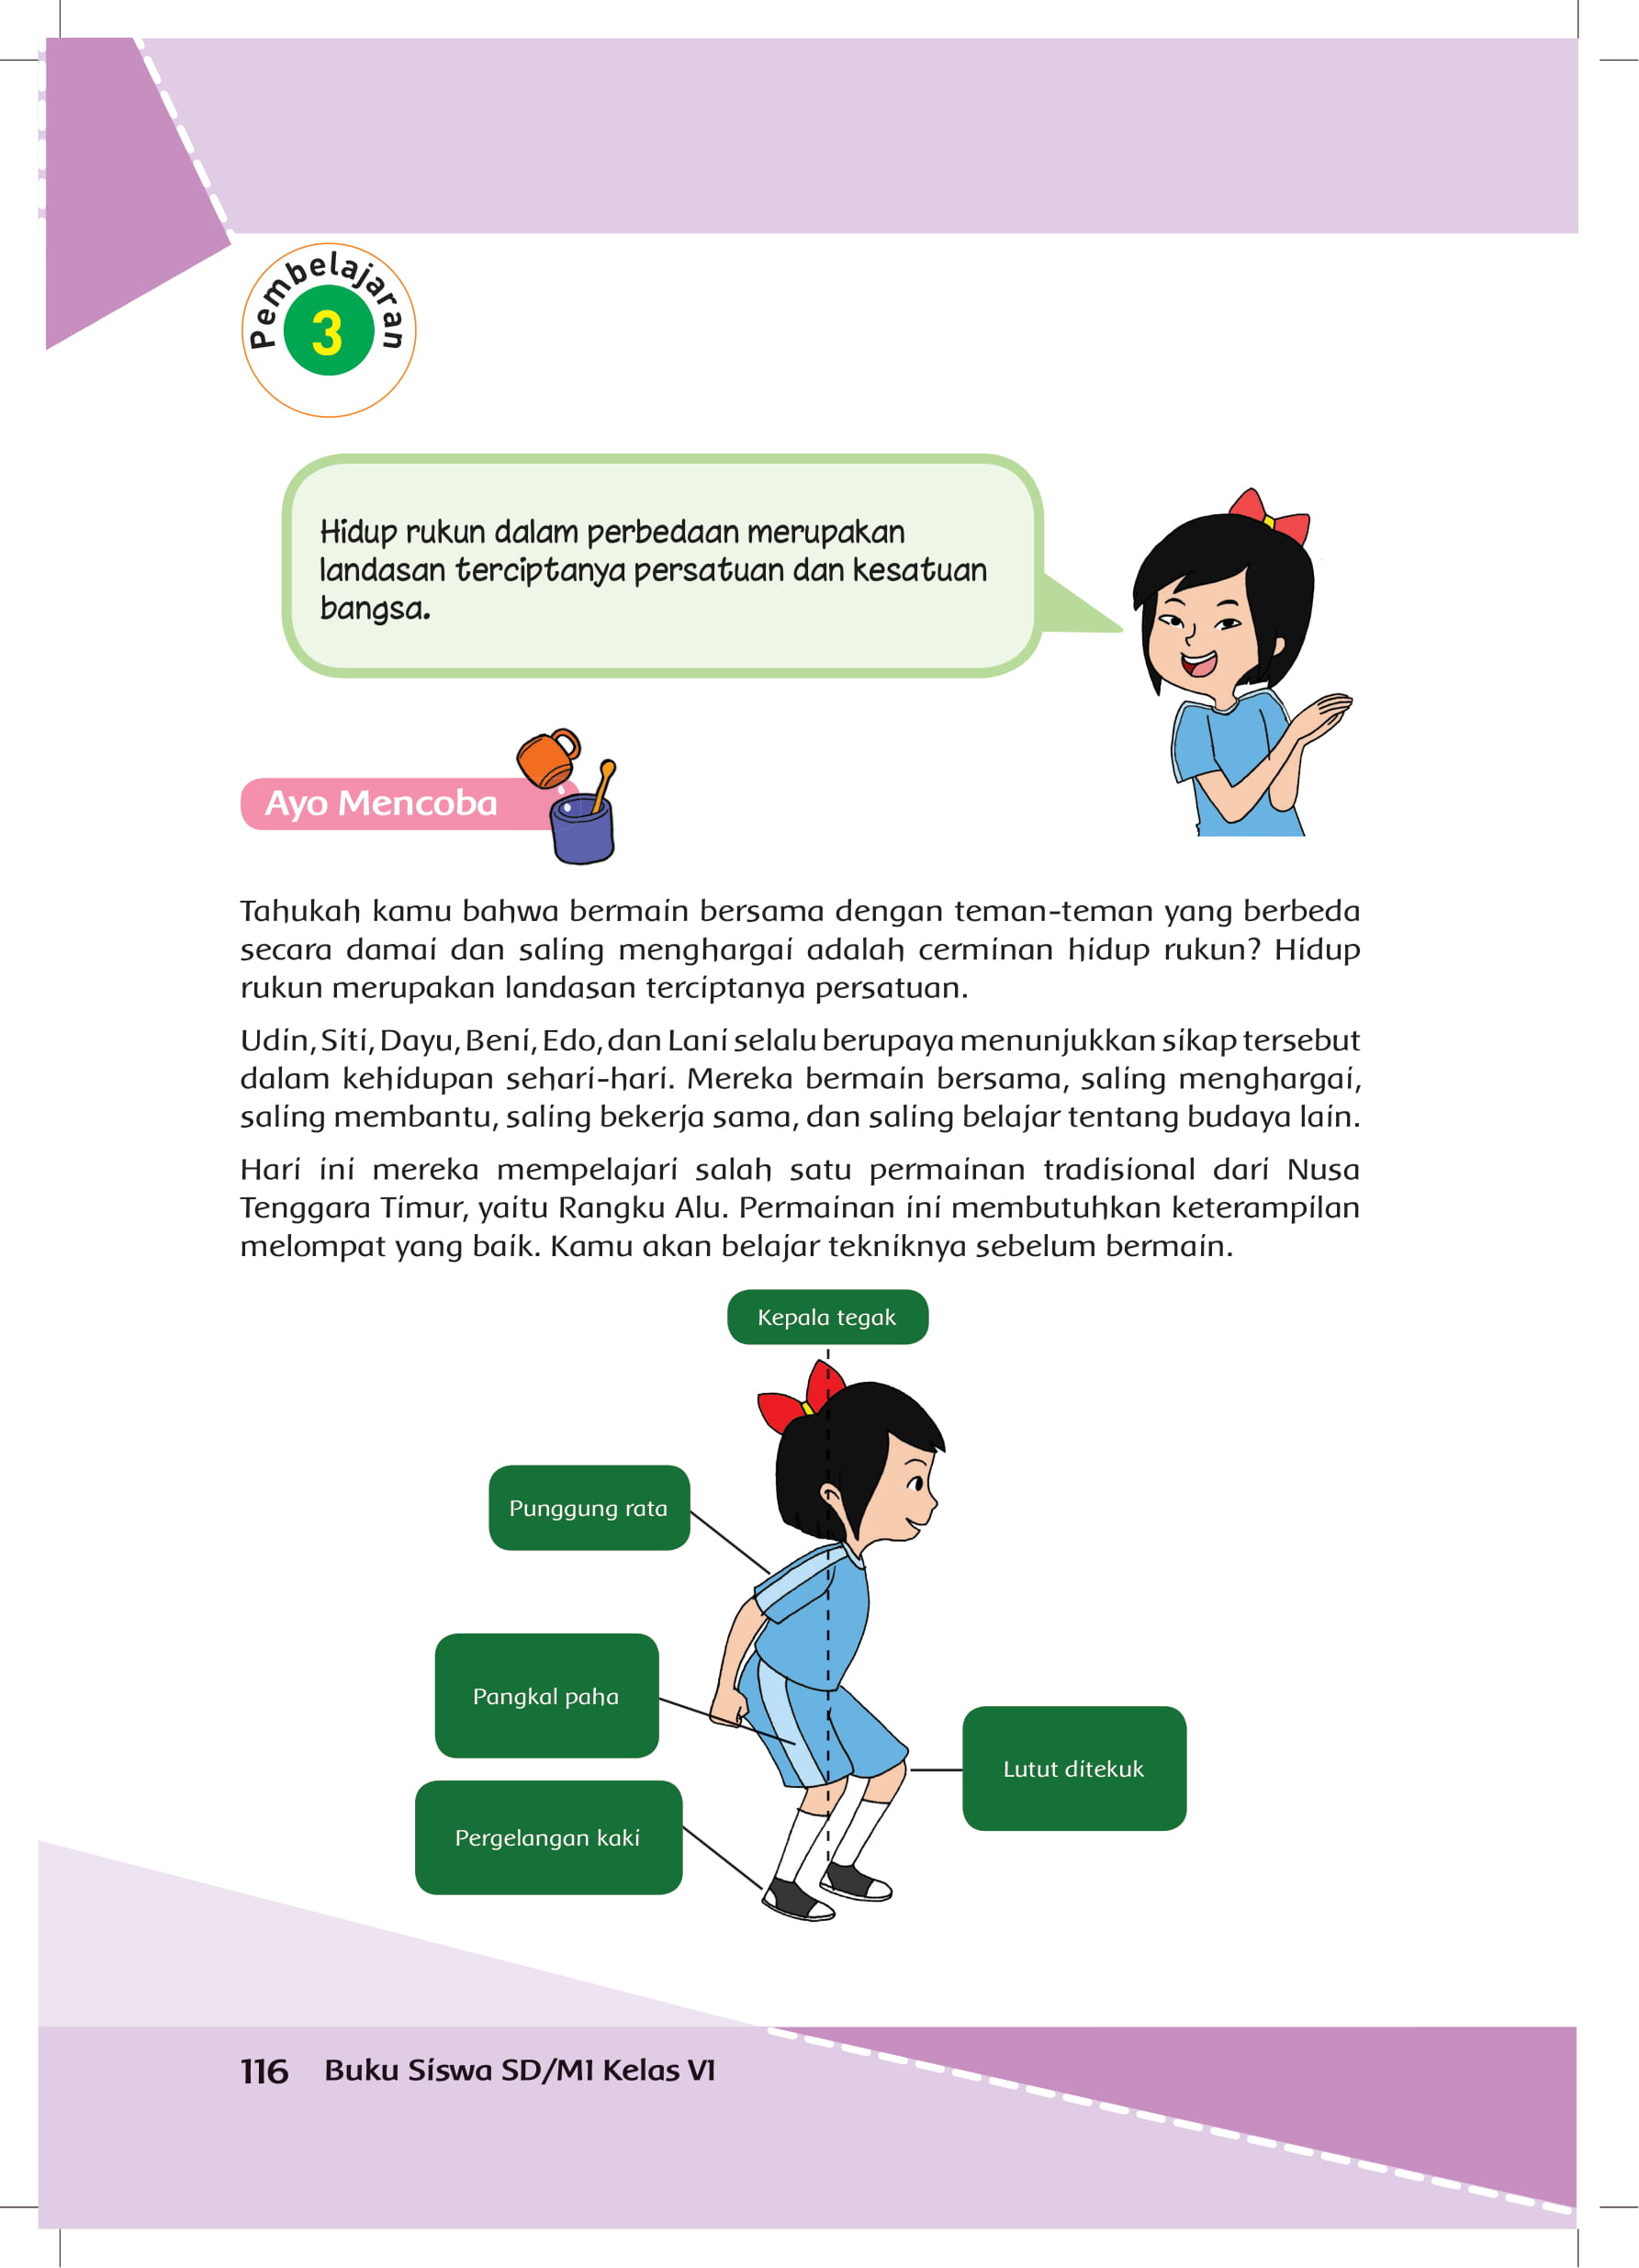 Pembelajaran
3
Hidup rukun dalam perbedaan merupakan
landasan terciptanya persatuan dan kesatuan
bangsa.
Ayo Mencoba
Tahukah kamu bahwa bermain bersama dengan teman-teman yang berbeda
secara damai dan saling menghargai adalah cerminan hidup rukun? Hidup
rukun merupakan landasan terciptanya persatuan.
Udin, Siti, Dayu, Beni, Edo, dan Lani selalu berupaya menunjukkan sikap tersebut
dalam kehidupan sehari-hari. Mereka bermain bersama, saling menghargai,
saling membantu, saling bekerja sama, dan saling belajar tentang budaya lain.
Hari ini mereka mempelajari salah satu permainan tradisional dari Nusa
Tenggara Timur, yaitu Rangku Alu. Permainan ini membutuhkan keterampilan
melompat yang baik. Kamu akan belajar tekniknya sebelum bermain.
Kepala tegak
Punggung rata
Pangkal paha
Lutut ditekuk
Pergelangan kaki
116 Buku Siswa SD/MI Kelas VI